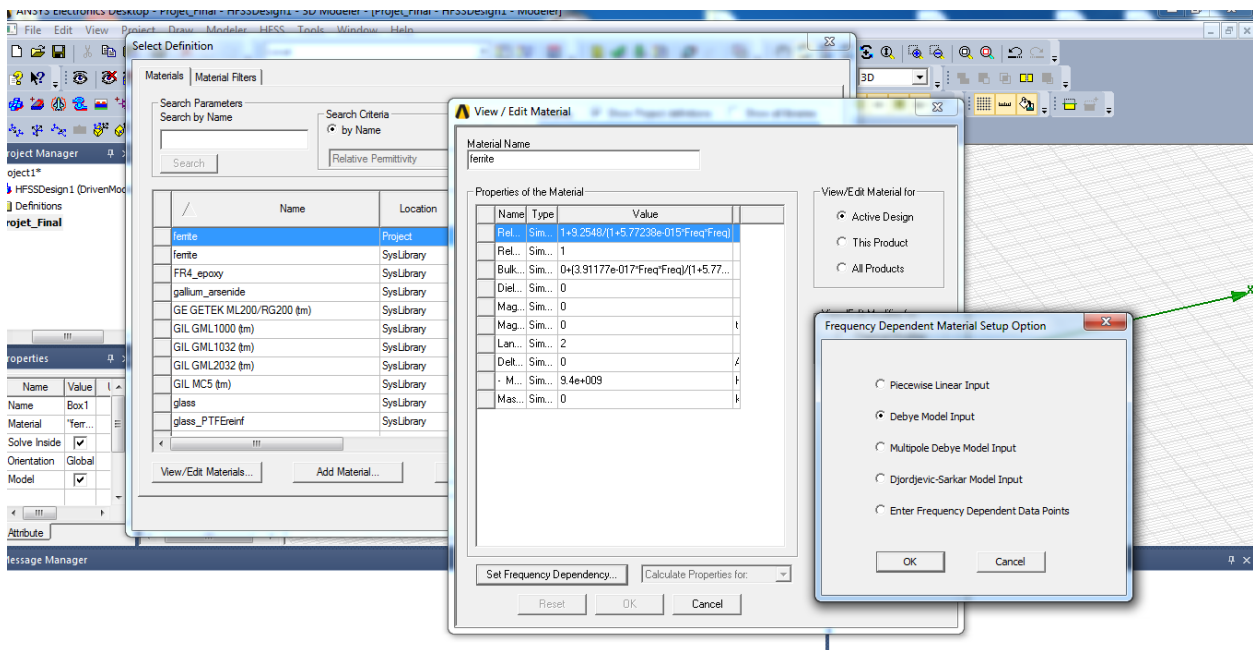 ANSYS Electronics Desktop - Projet_Final - HFSSDesign1 - 3D Modeler - [Projet_Final - HFSSDesign1 - Modeler]
File Edit View Project Draw Modeler HFSS Tools Window Help
Select Definition
Materials Material Filters
Search Parameters
Search by Name
Search
Search Criteria
by Name
Relative Permittivity
Name Location
ferrite Project
ferrite SysLibrary
FR4_epoxy SysLibrary
gallium_arsenide SysLibrary
GE GETEK ML200/RG200 (tm) SysLibrary
GIL GML1000 (tm) SysLibrary
GIL GML1032 (tm) SysLibrary
GIL GML2032 (tm) SysLibrary
GIL MC5 (tm) SysLibrary
glass SysLibrary
glass_PTFEreinf SysLibrary
View/Edit Materials... Add Material...
3D
roject Manager
oject1*
HFSSDesign1 (DrivenMod
Definitions
rojet_Final
roperties
Name Value
Name Box1
Material "ferr...
Solve Inside
Orientation Global
Model
Attribute
Message Manager
View / Edit Material
Material Name
ferrite
Properties of the Material
Name Type Value
Rel... Sim... 1+9.2548/(1+5.77238e-015*Freq*Freq)
Rel... Sim... 1
Bulk... Sim... 0+(3.91177e-017*Freq*Freq)/(1+5.77...
Diel... Sim... 0
Mag... Sim... 0
Mag... Sim... 0
Lan... Sim... 2
Delt... Sim... 0
- M... Sim... 9.4e+009
Mas... Sim... 0
View/Edit Material for
Active Design
This Product
All Products
Set Frequency Dependency... Calculate Properties for:
Reset OK Cancel
Frequency Dependent Material Setup Option
Piecewise Linear Input
Debye Model Input
Multipole Debye Model Input
Djordjevic-Sarkar Model Input
Enter Frequency Dependent Data Points
OK Cancel
X